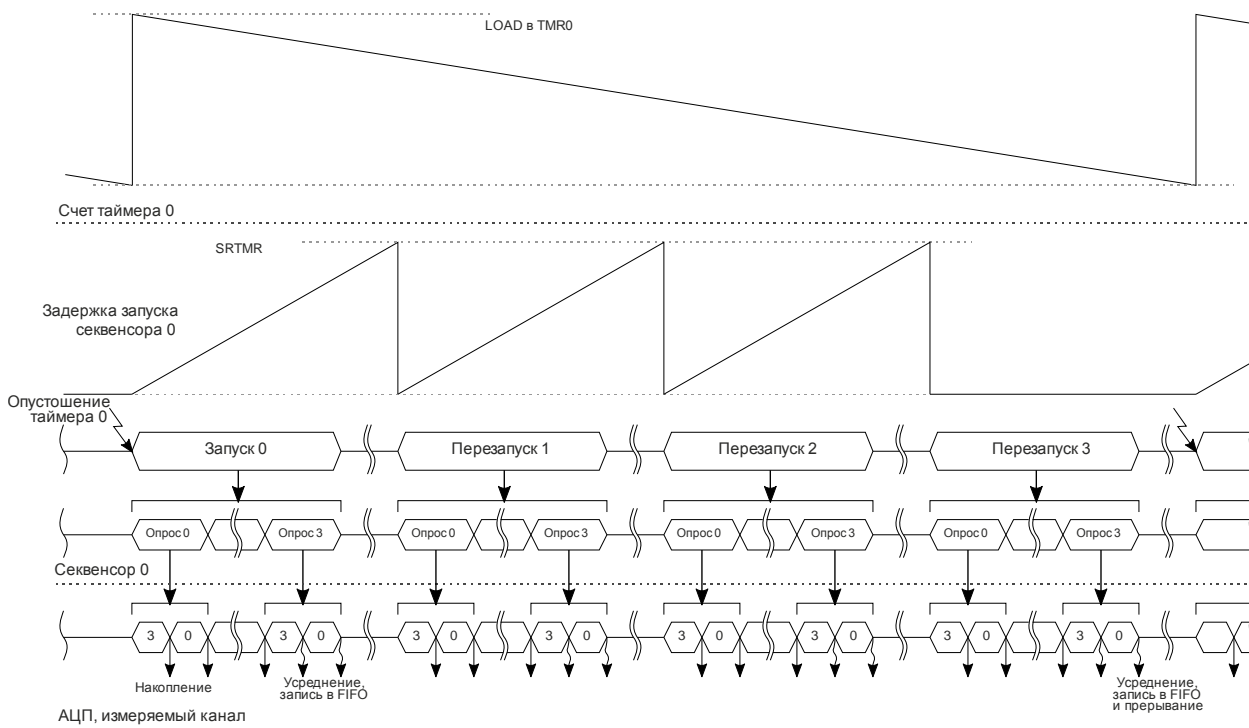 LOAD в TMR0
Счет таймера 0
SRTMR
Задержка запуска
секвенсора 0
Опустошение
таймера 0
Запуск 0 Перезапуск 1 Перезапуск 2 Перезапуск 3
Опрос 0 Опрос 3 Опрос 0 Опрос 3 Опрос 0 Опрос 3 Опрос 0 Опрос 3
Секвенсор 0
3 0 3 0 3 0 3 0 3 0 3 0 3 0 3 0
Накопление
Усреднение,
запись в FIFO
Усреднение,
запись в FIFO
и прерывание
АЦП, измеряемый канал